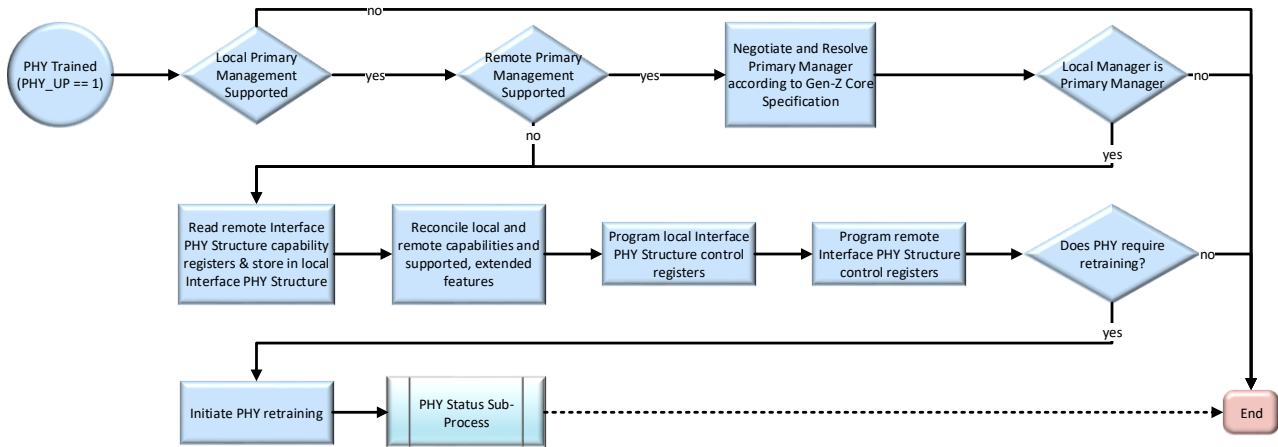 no
PHY Trained
(PHY_UP == 1)
Local Primary
Management
Supported
yes
Remote Primary
Management
Supported
yes
Negotiate and Resolve
Primary Manager
according to Gen-Z Core
Specification
Local Manager is
Primary Manager
no
no
yes
Read remote Interface
PHY Structure capability
registers & store in local
Interface PHY Structure
Reconcile local and
remote capabilities and
supported, extended
features
Program local Interface
PHY Structure control
registers
Program remote
Interface PHY Structure
control registers
Does PHY require
retraining?
no
yes
Initiate PHY retraining
PHY Status Sub-
Process
End